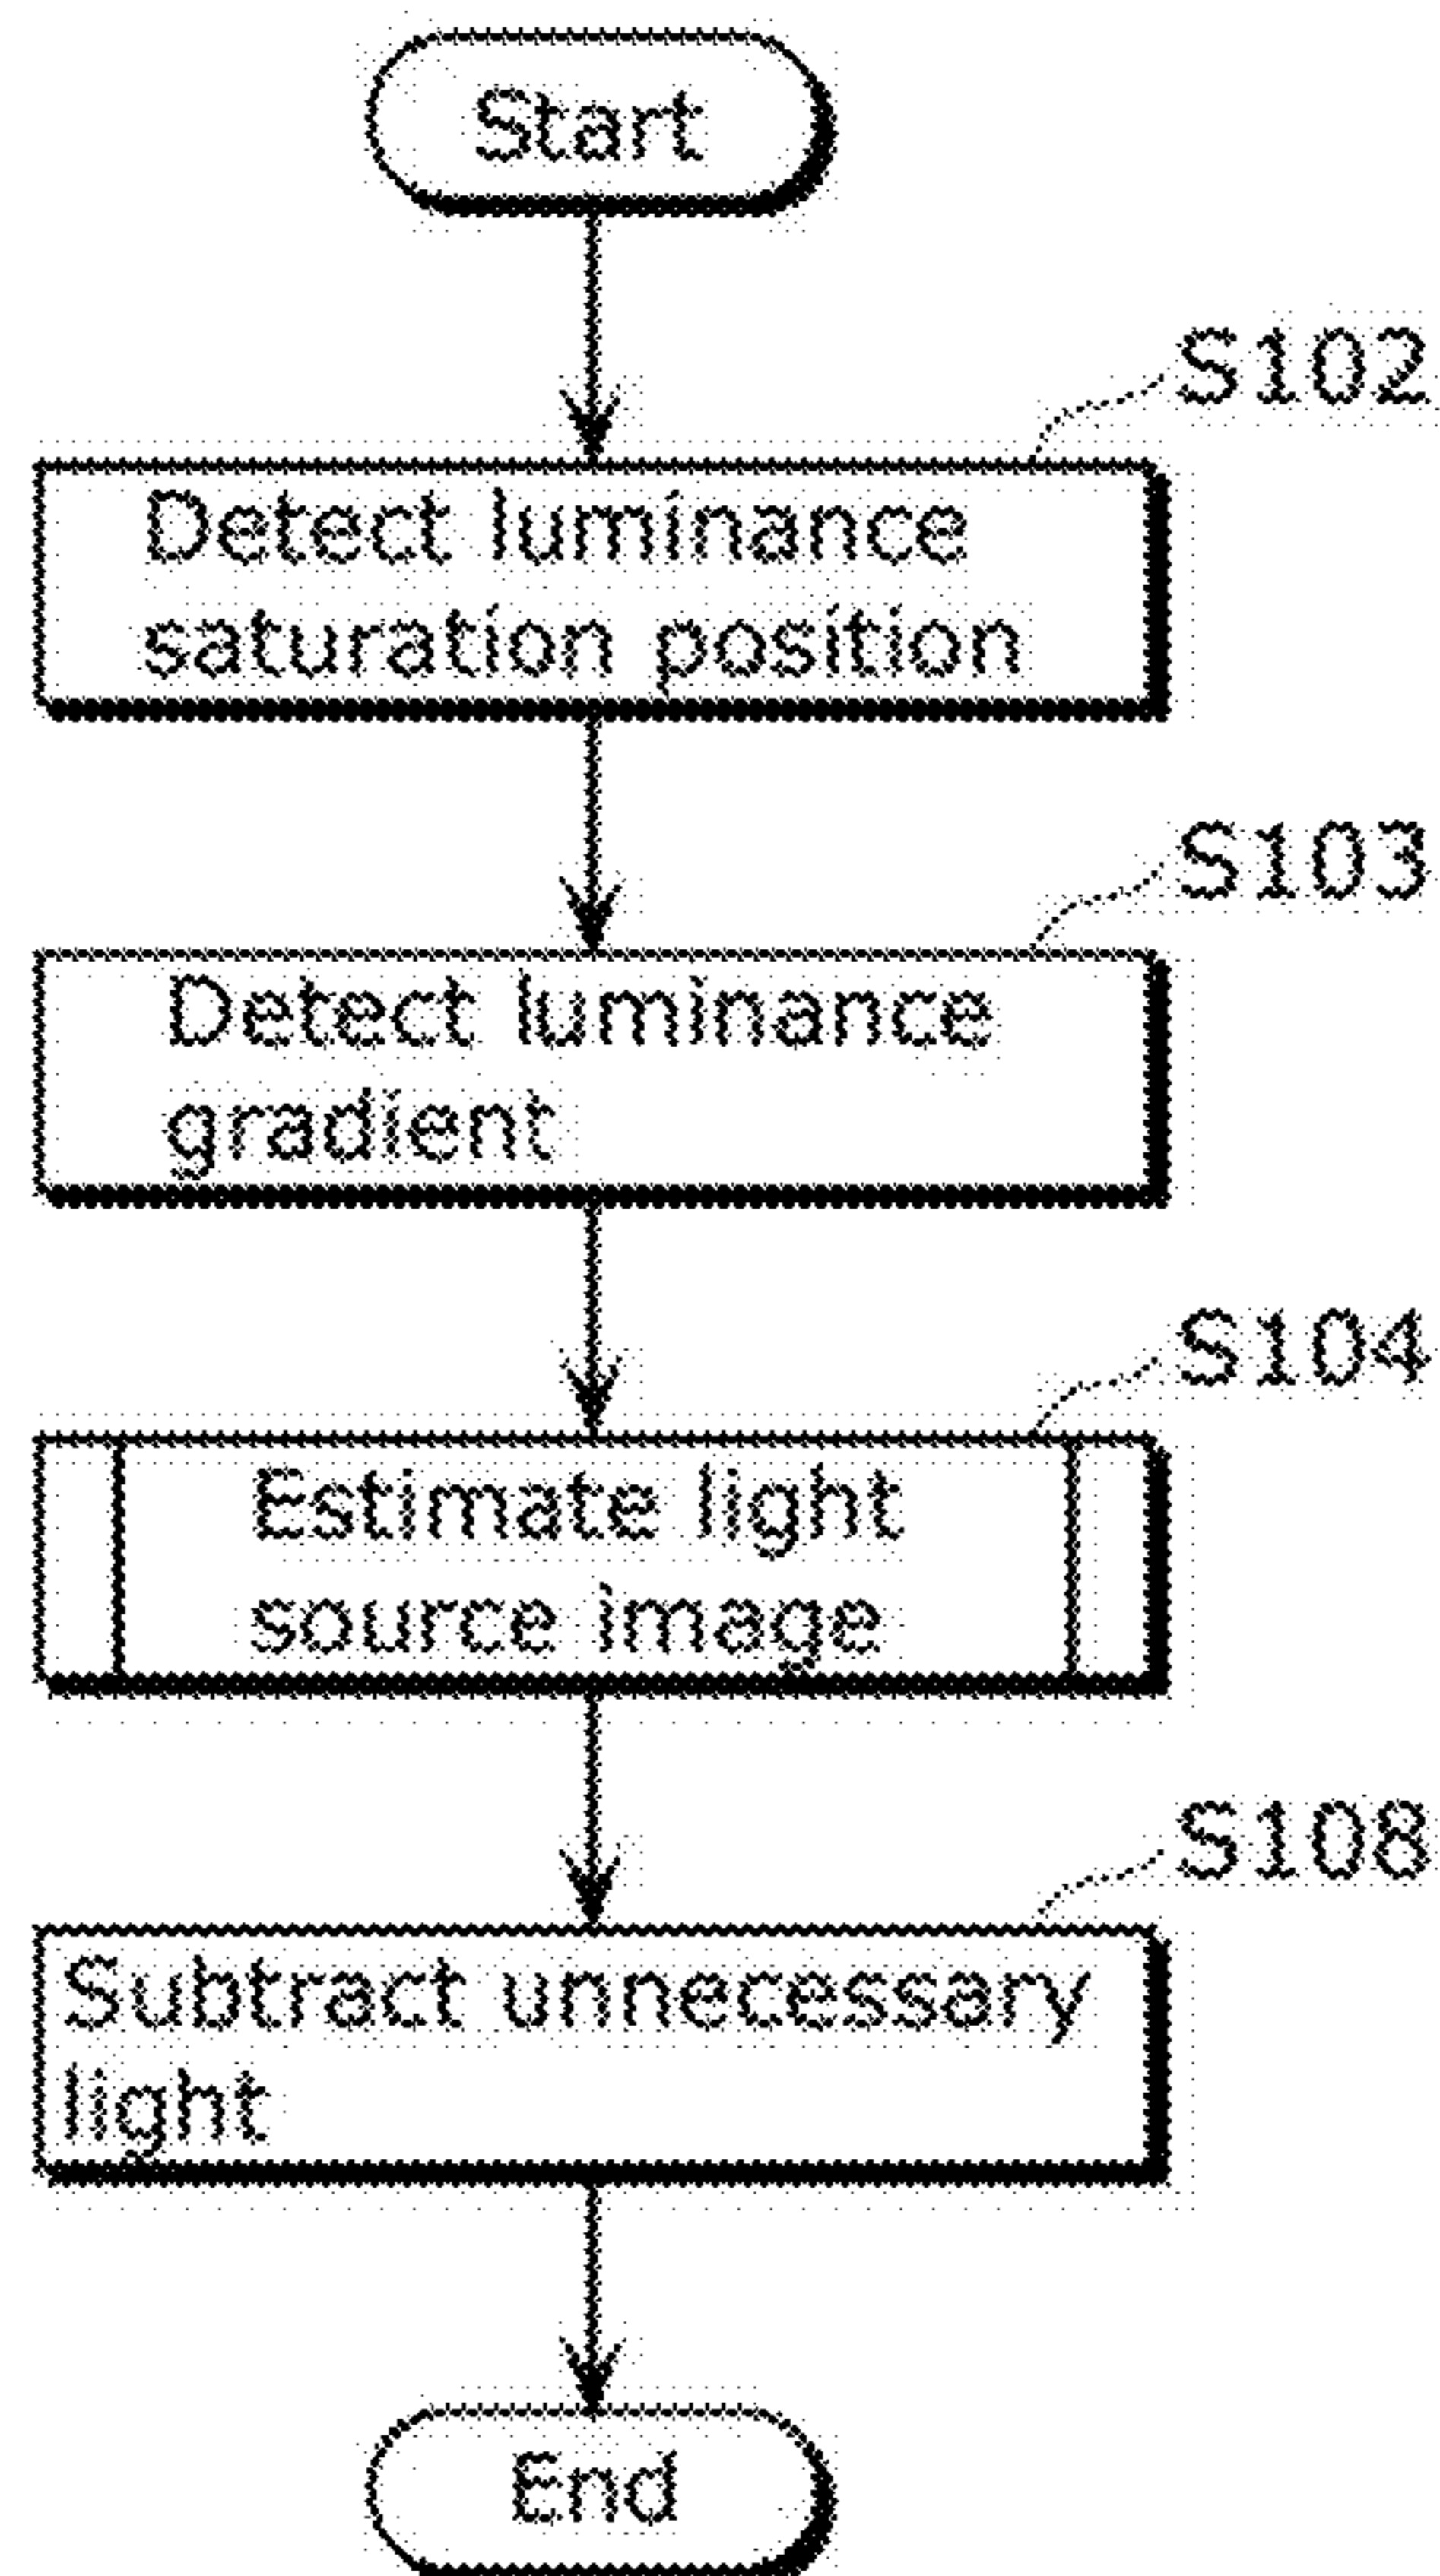 Start
S102
Detect luminance
saturation position
S103
Detect luminance
gradient
S104
Estimate light
source image
S108
Subtract unnecessary
light
End